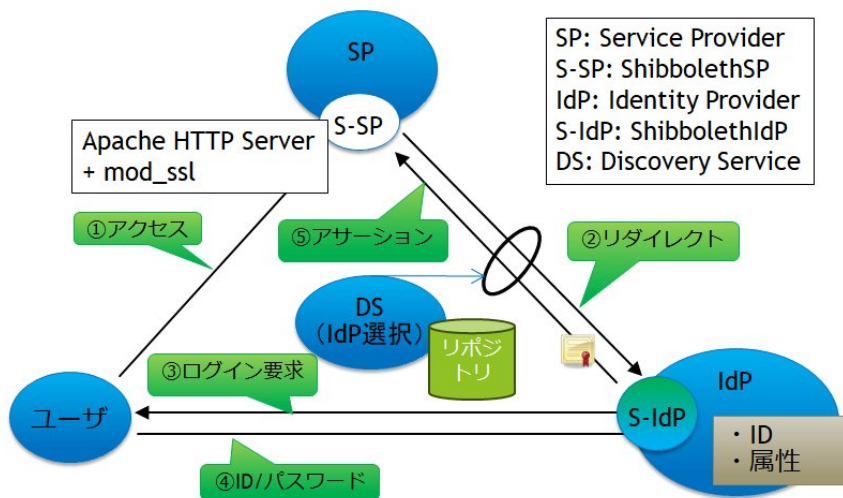 SP
S-SP
SP: Service Provider
S-SP: ShibbolethSP
IdP: Identity Provider
S-IdP: ShibbolethIdP
DS: Discovery Service
Apache HTTP Server
+ mod_ssl
①アクセス
⑤アサーション
②リダイレクト
DS
(IdP選択)
リポジ
トリ
③ログイン要求
ユーザ
IdP
S-IdP
・ID
・属性
④ID/パスワード